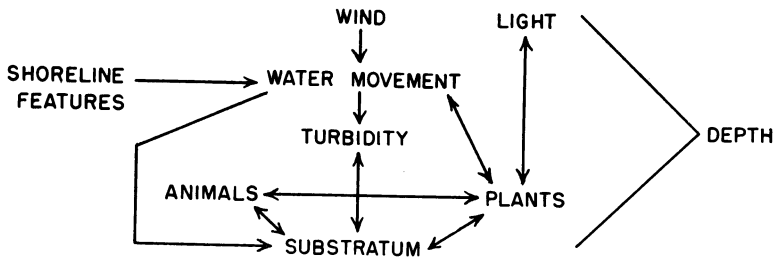 WIND
LIGHT
SHORELINE
FEATURES
WATER MOVEMENT
TURBIDITY
DEPTH
ANIMALS
PLANTS
SUBSTRATUM